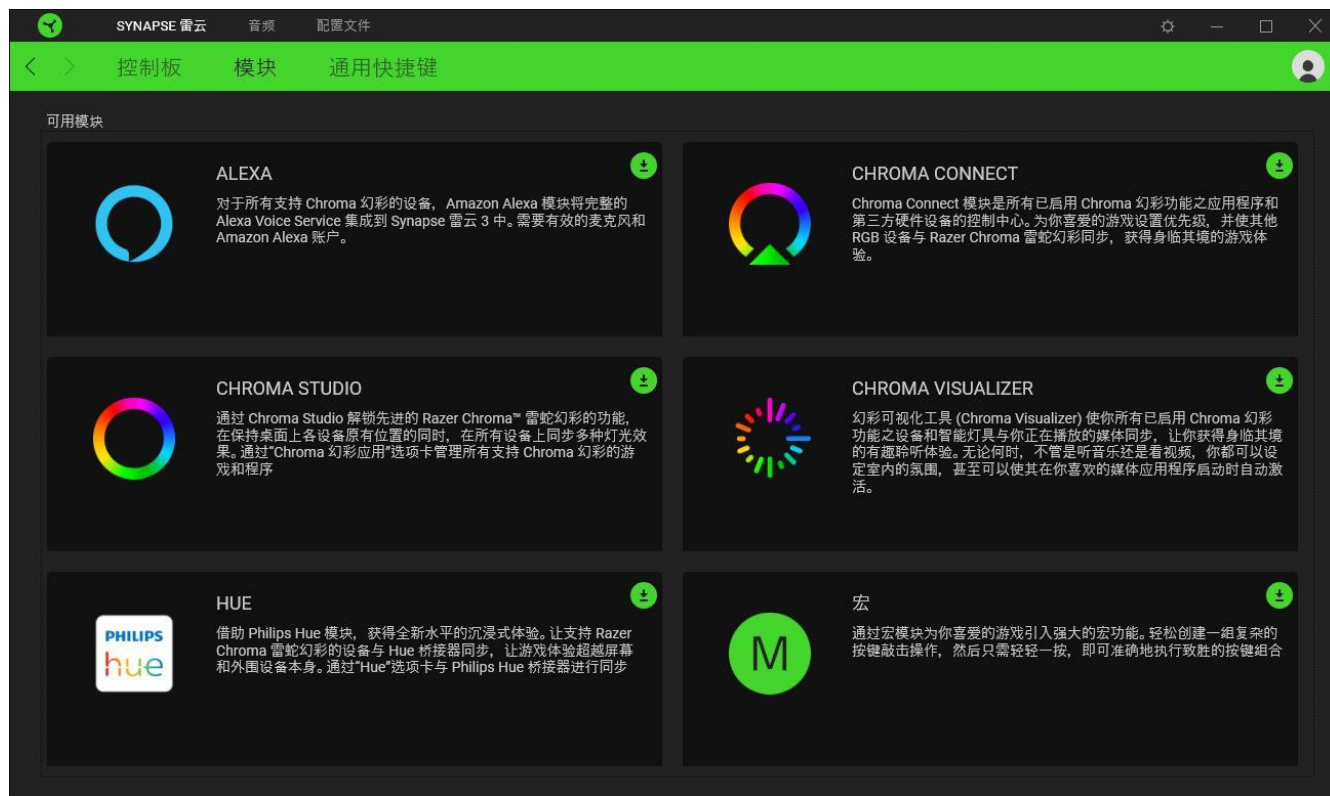 SYNAPSE 雷云 音频 配置文件
控制板 模块 通用快捷键
可用模块
ALEXA
对于所有支持 Chroma 幻彩的设备，Amazon Alexa 模块将完整的
Alexa Voice Service 集成到 Synapse 雷云 3 中。需要有效的麦克风和
Amazon Alexa 账户。
CHROMA CONNECT
Chroma Connect 模块是所有已启用 Chroma 幻彩功能之应用程序和
第三方硬件设备的控制中心。为你喜爱的游戏设置优先级，并使其他
RGB 设备与 Razer Chroma 雷蛇幻彩同步，获得身临其境的游戏体
验。
CHROMA STUDIO
通过 Chroma Studio 解锁先进的 Razer Chroma™ 雷蛇幻彩的功能，
在保持桌面上各设备原有位置的同时，在所有设备上同步多种灯光效
果。通过“Chroma 幻彩应用”选项卡管理所有支持 Chroma 幻彩的游
戏和程序
CHROMA VISUALIZER
幻彩可视化工具 (Chroma Visualizer) 使你所有已启用 Chroma 幻彩
功能之设备和智能灯具与你正在播放的媒体同步，让你获得身临其境
的有趣聆听体验。无论何时，不管是听音乐还是看视频，你都可以设
定室内的氛围，甚至可以使其在你喜欢的媒体应用程序启动时自动激
活。
PHILIPS
hue
HUE
借助 Philips Hue 模块，获得全新水平的沉浸式体验。让支持 Razer
Chroma 雷蛇幻彩的设备与 Hue 桥接器同步，让游戏体验超越屏幕
和外围设备本身。通过“Hue”选项卡与 Philips Hue 桥接器进行同步
M
宏
通过宏模块为你喜爱的游戏引入强大的宏功能。轻松创建一组复杂的
按键敲击操作，然后只需轻轻一按，即可准确地执行致胜的按键组合